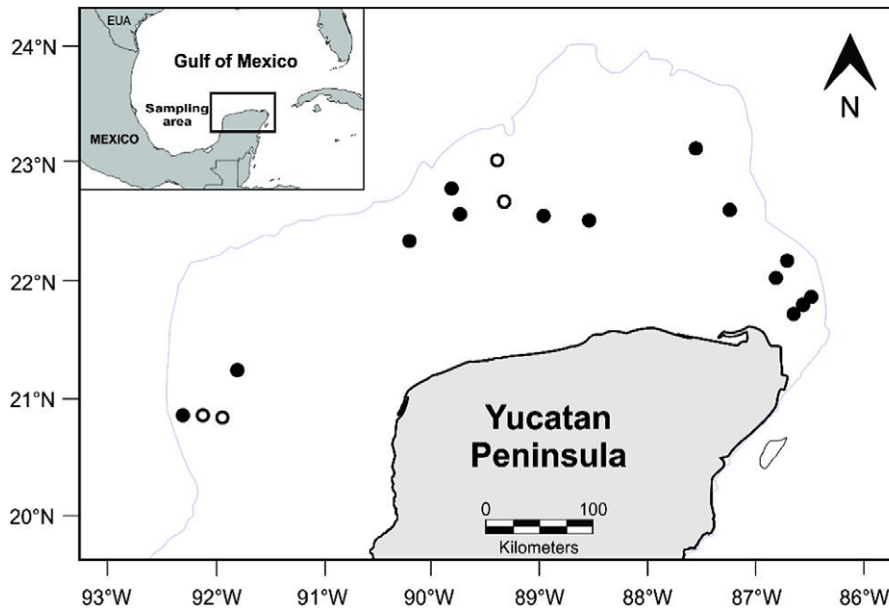 EUA
Gulf of Mexico
Sampling
area
MEXICO
N
24°N
23°N
22°N
21°N
20°N
Yucatan
Peninsula
0 100
Kilometers
93°W 92°W 91°W 90°W 89°W 88°W 87°W 86°W